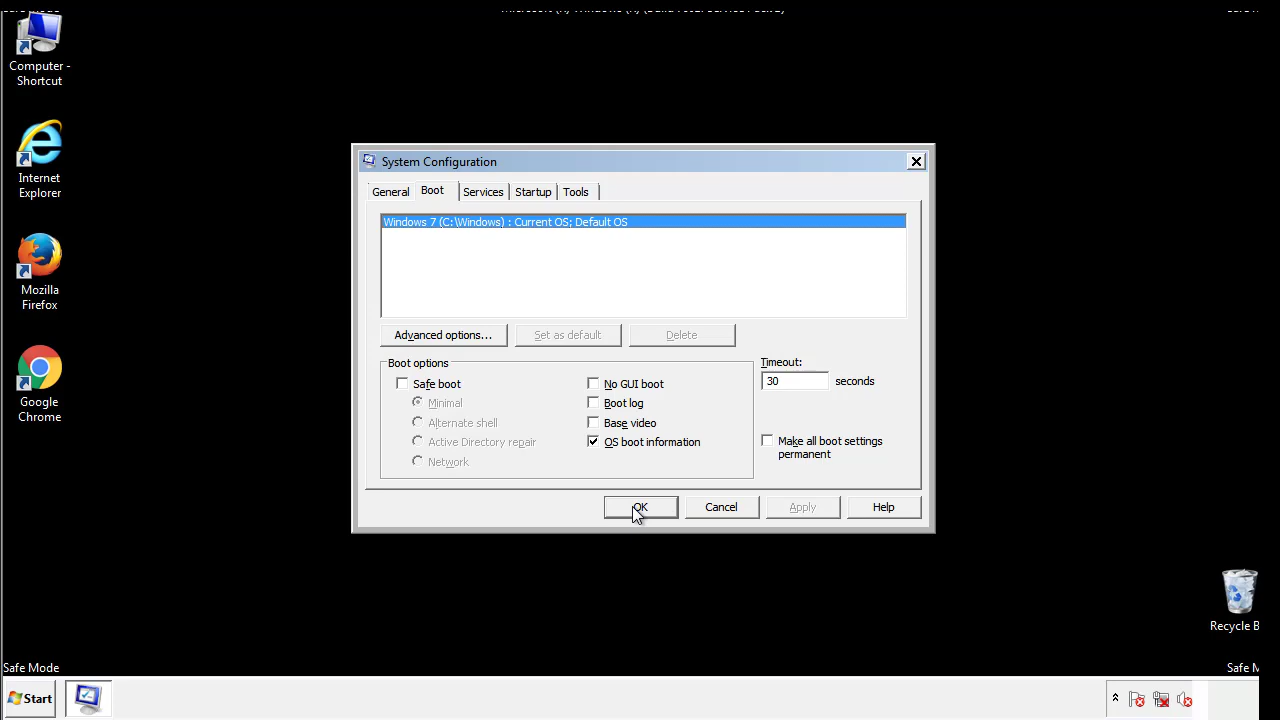 Computer -
Shortcut
Internet
Explorer
Mozilla
Firefox
Google
Chrome
System Configuration
General Boot Services Startup Tools
Windows 7 (C:\Windows) : Current OS; Default OS
Advanced options... Set as default Delete
Boot options
Timeout:
Safe boot No GUI boot
30 seconds
Minimal Boot log
Alternate shell Base video
Active Directory repair OS boot information
Make all boot settings
permanent
Network
OK Cancel Apply Help
Recycle B
Safe Mode Safe M
Start